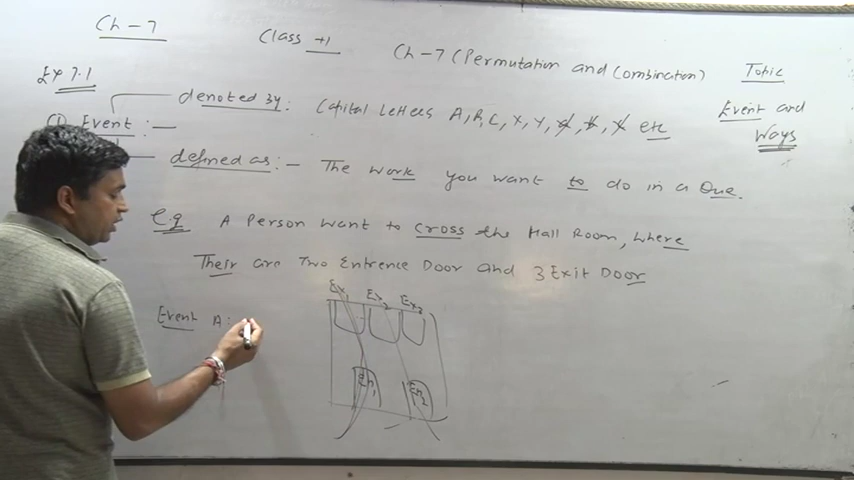 Ch-7
Class +1
Ch-7 (Permutation and Combination)
Topic
Ex 7.1
denoted by: Capital Letters A, B, C, X, Y, a, b, x etc
Event and
Ways
(1) Event :-
defined as :- The work you want to do in a One.
e.g A Person want to cross the Hall Room, where
Their are Two Entrence Door and 3 Exit Door
Ex1 Ex2 Ex3
Event A:
En1 En2